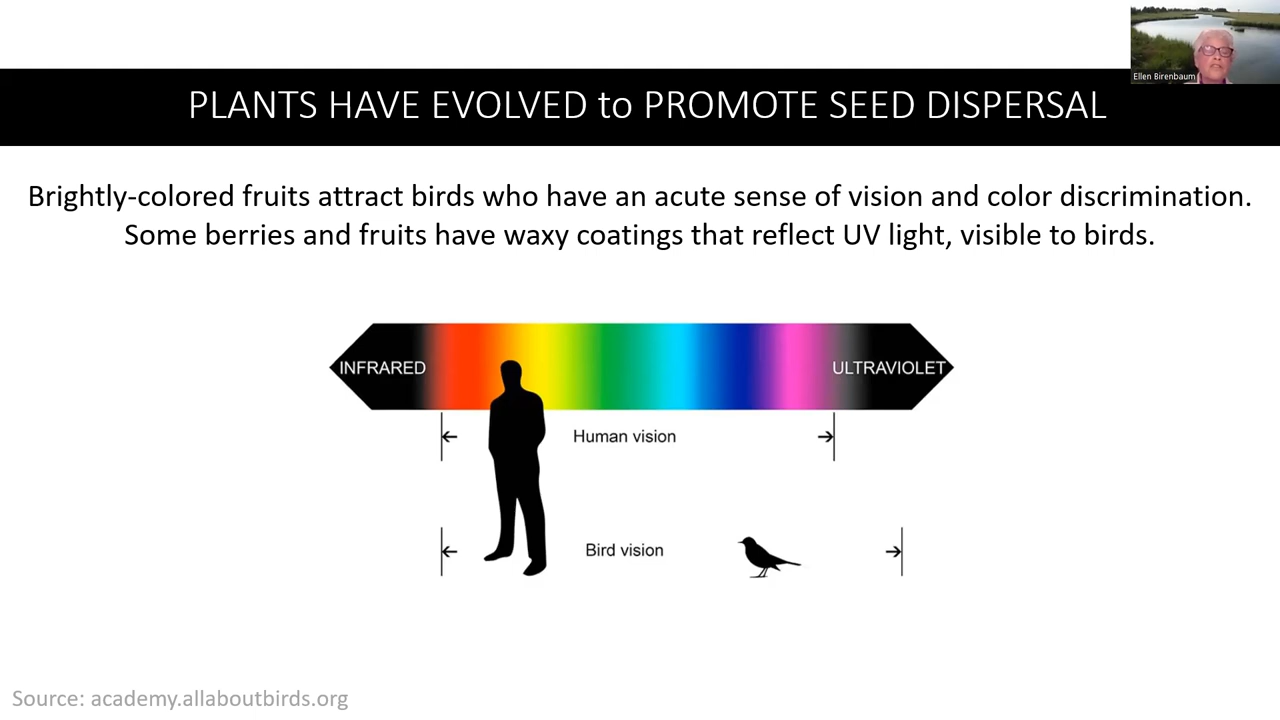 Ellen Birenbaum
PLANTS HAVE EVOLVED to PROMOTE SEED DISPERSAL
Brightly-colored fruits attract birds who have an acute sense of vision and color discrimination.
Some berries and fruits have waxy coatings that reflect UV light, visible to birds.
INFRARED
ULTRAVIOLET
Human vision
Bird vision
Source: academy.allaboutbirds.org